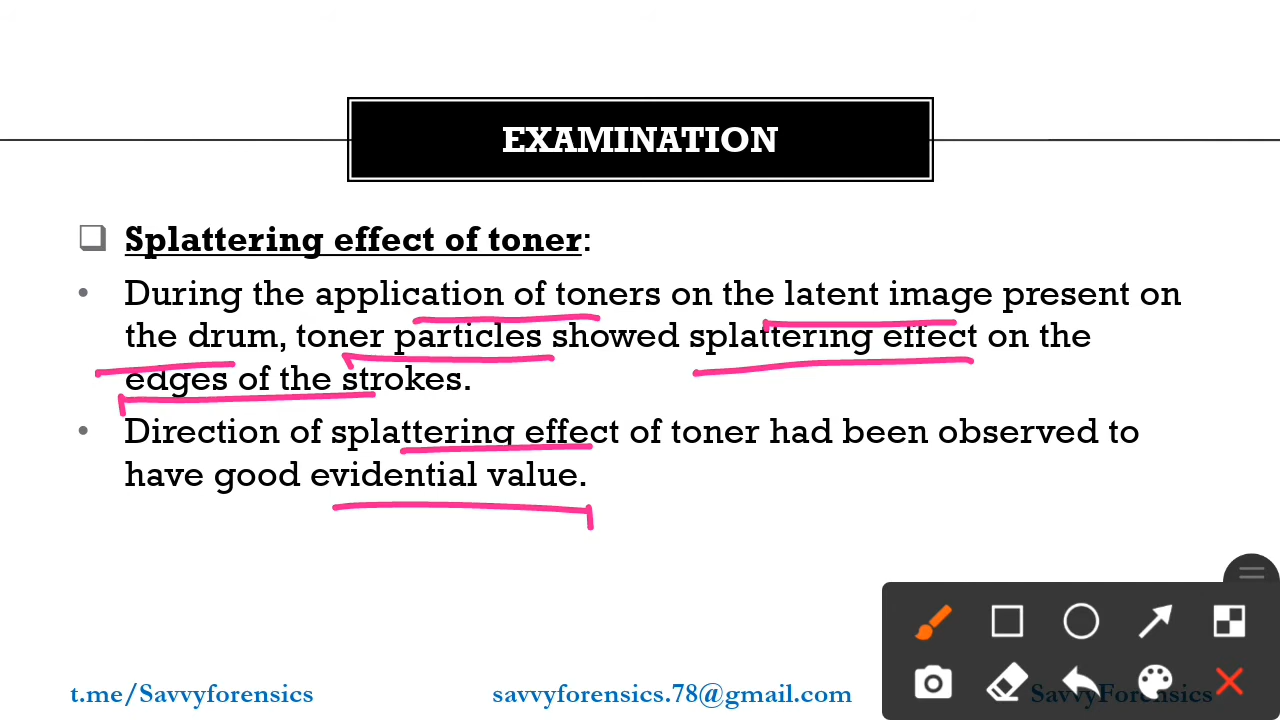 EXAMINATION
Splattering effect of toner:
During the application of toners on the latent image present on
the drum, toner particles showed splattering effect on the
edges of the strokes.
Direction of splattering effect of toner had been observed to
have good evidential value.
t.me/Savvyforensics
savvyforensics.78@gmail.com
SavvyForensics